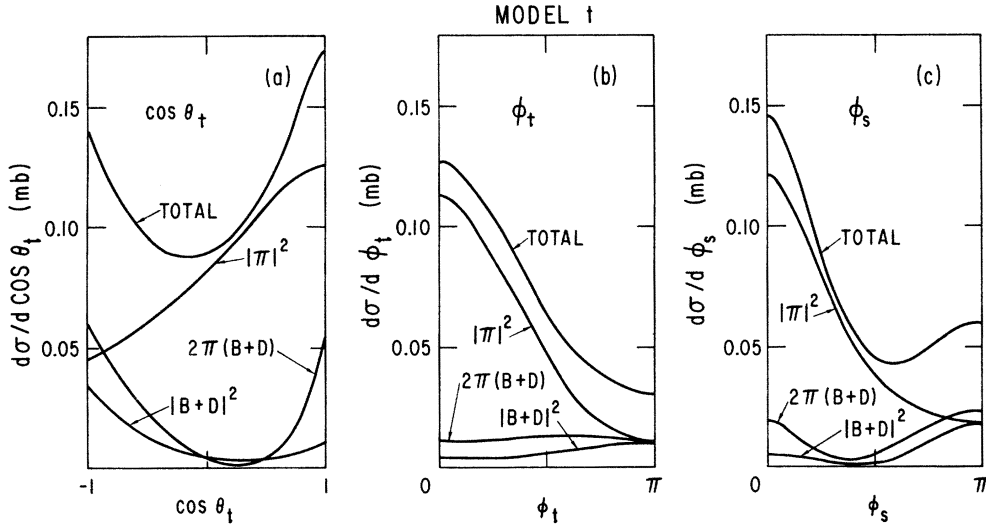 MODEL t
(a)
cos θt
0.15
0.10
0.05
dσ/d COS θt (mb)
TOTAL
|π|²
2π(B+D)
|B+D|²
-1
1
cos θt
(b)
ϕt
0.15
0.10
0.05
dσ/d ϕt (mb)
TOTAL
|π|²
2π(B+D)
|B+D|²
0
π
ϕt
(c)
ϕs
0.15
0.10
0.05
dσ/d ϕs (mb)
TOTAL
|π|²
2π(B+D)
|B+D|²
0
π
ϕs